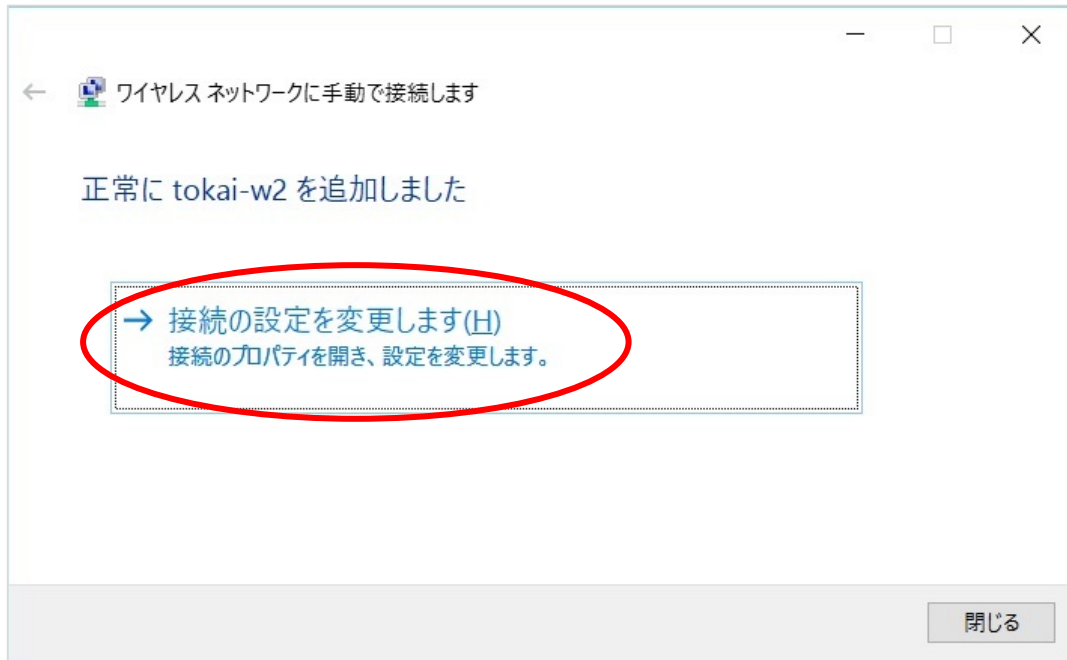 ワイヤレス ネットワークに手動で接続します
正常に tokai-w2 を追加しました
→ 接続の設定を変更します(H)
接続のプロパティを開き、設定を変更します。
閉じる